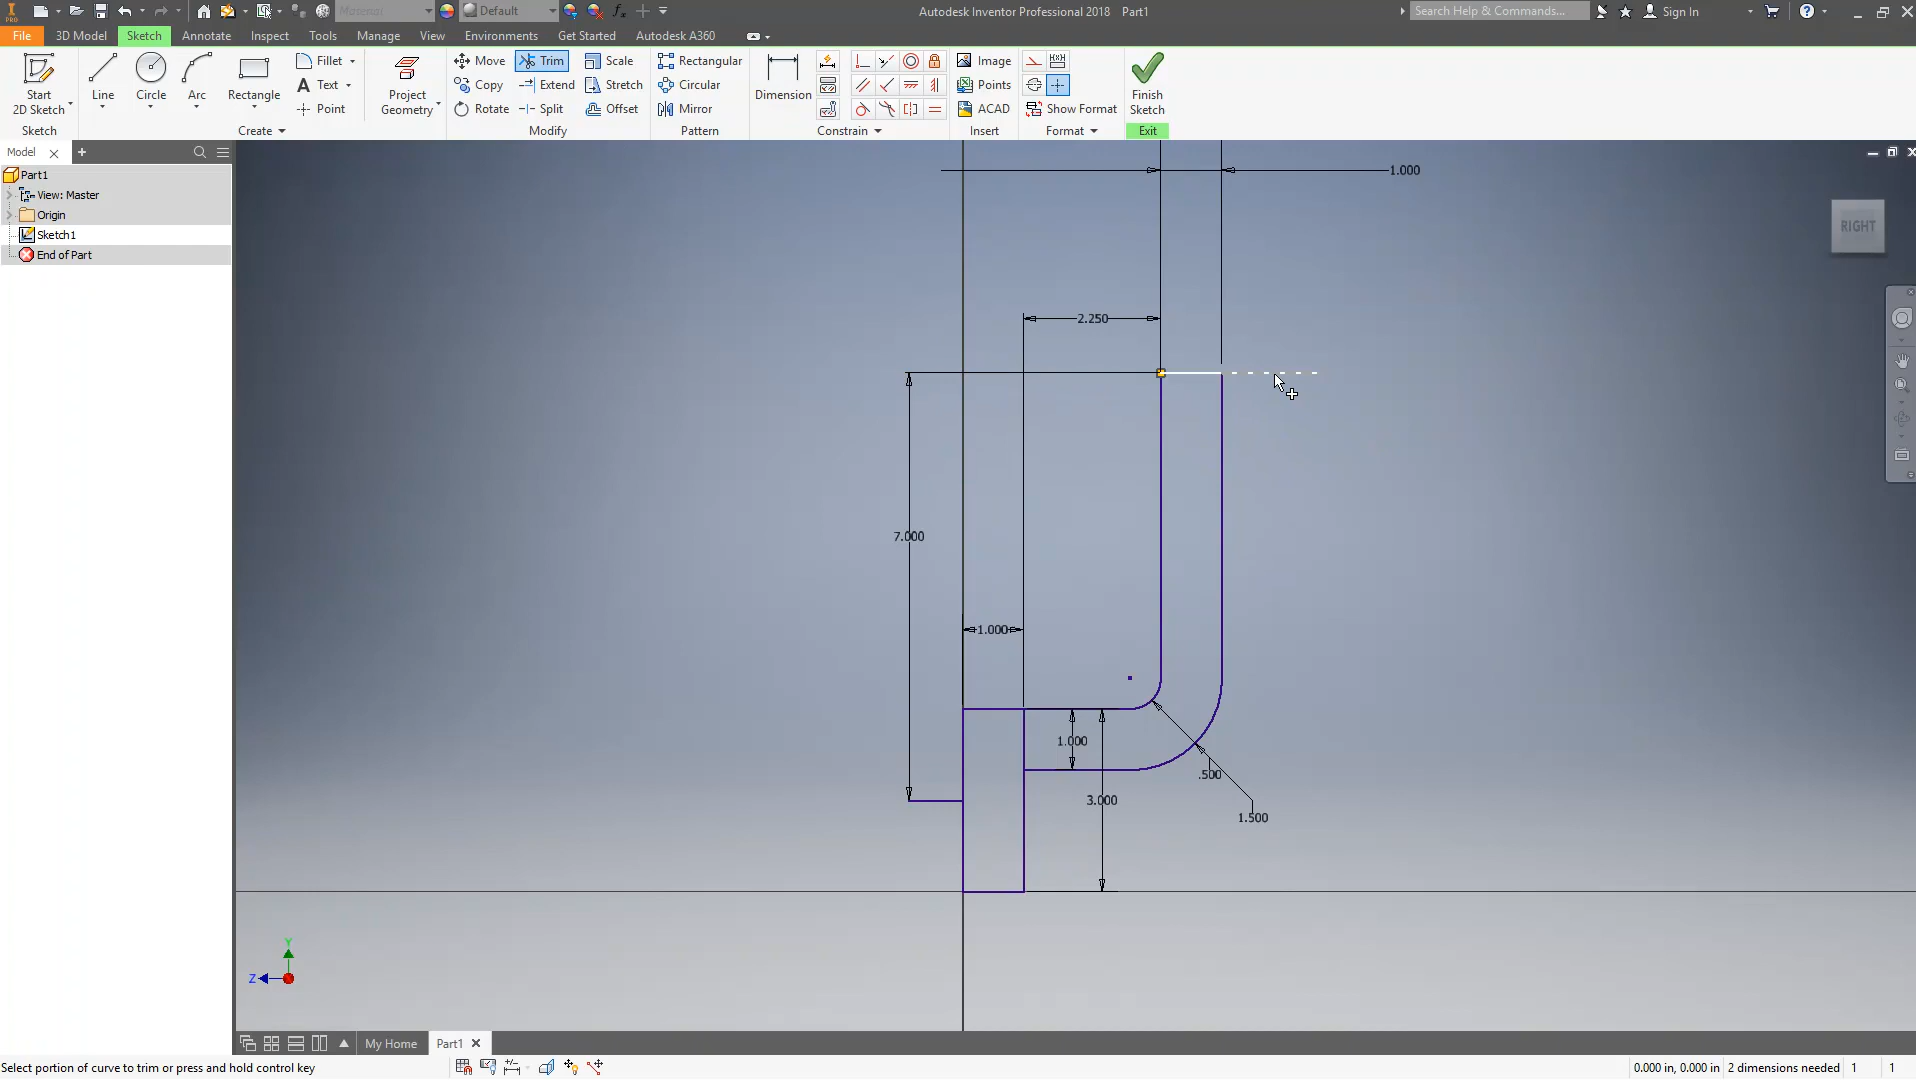 PRO
Material
Default
Autodesk Inventor Professional 2018   Part1
Search Help & Commands...
Sign In
File
3D Model
Sketch
Annotate
Inspect
Tools
Manage
View
Environments
Get Started
Autodesk A360
Start
2D Sketch
Line
Circle
Arc
Rectangle
Fillet
Text
Point
Project
Geometry
Move
Copy
Rotate
Trim
Extend
Split
Scale
Stretch
Offset
Rectangular
Circular
Mirror
Dimension
Image
Points
ACAD
Show Format
Finish
Sketch
Sketch
Create
Modify
Pattern
Constrain
Insert
Format
Exit
Model
Part1
View: Master
Origin
Sketch1
End of Part
1.000
RIGHT
2.250
7.000
1.000
1.000
.500
3.000
1.500
Y
Z
My Home
Part1
Select portion of curve to trim or press and hold control key
0.000 in, 0.000 in
2 dimensions needed
1
1